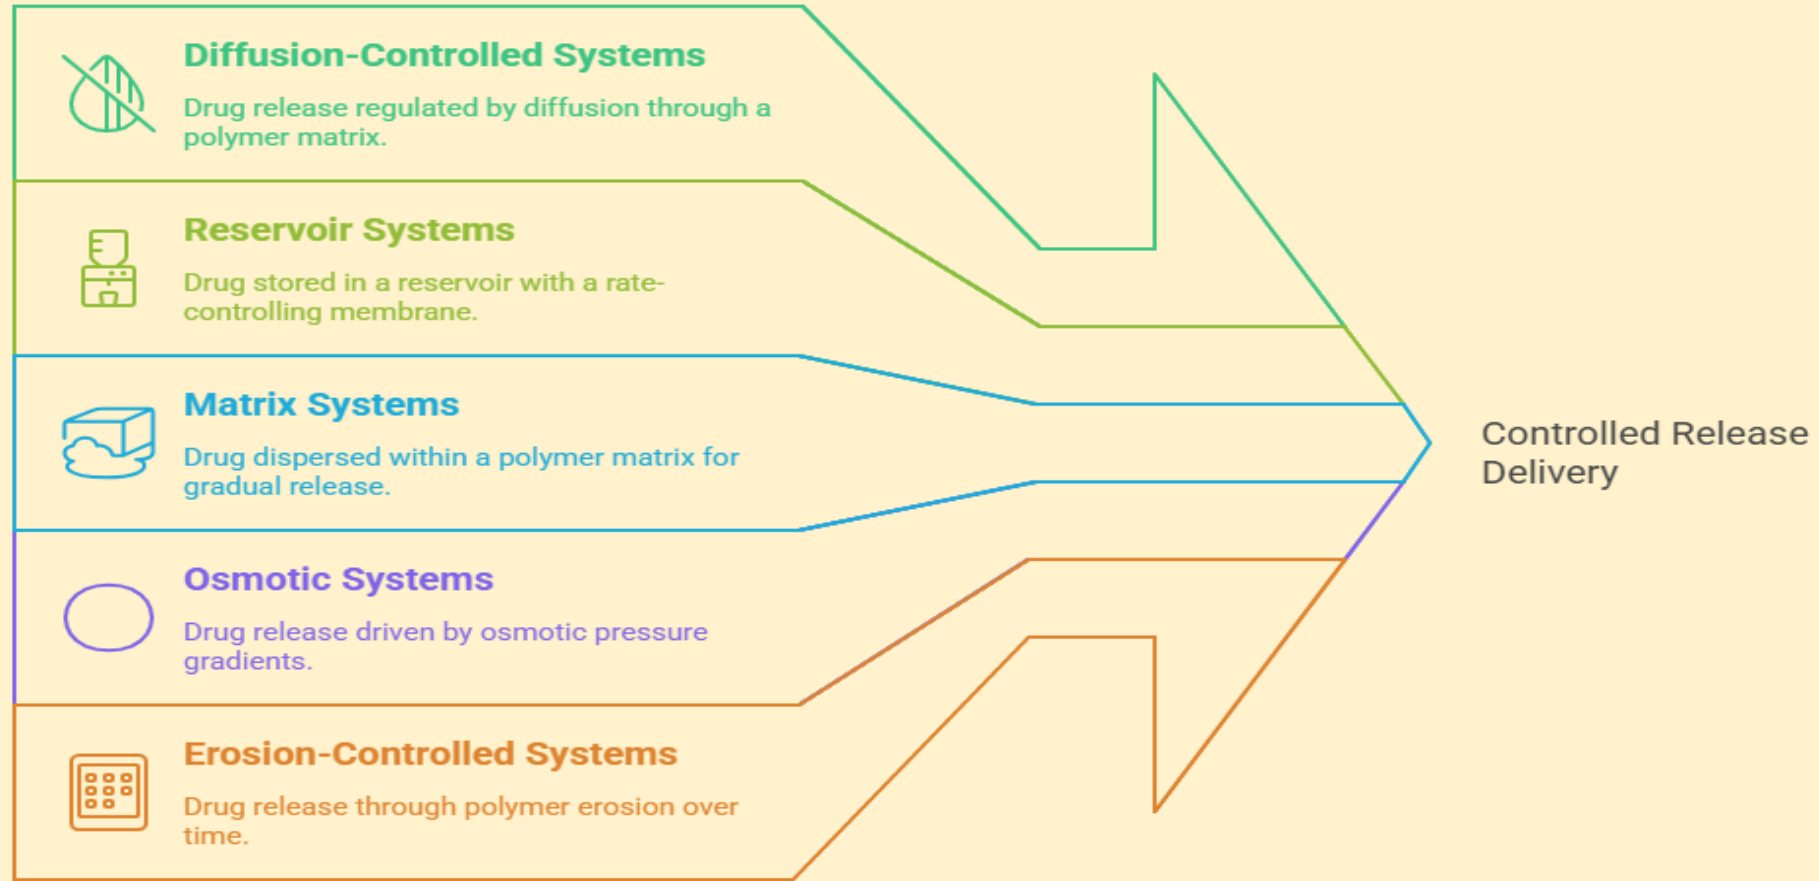 Diffusion-Controlled Systems
Drug release regulated by diffusion through a
polymer matrix.
Reservoir Systems
Drug stored in a reservoir with a rate-
controlling membrane.
Matrix Systems
Drug dispersed within a polymer matrix for
gradual release.
Osmotic Systems
Drug release driven by osmotic pressure
gradients.
Erosion-Controlled Systems
Drug release through polymer erosion over
time.
Controlled Release
Delivery